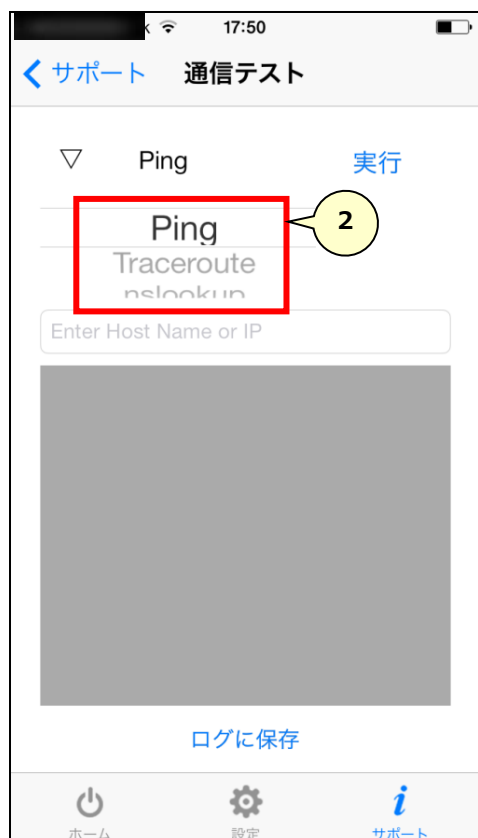 17:50
サポート 通信テスト
▽ Ping 実行
Ping
2
Traceroute
nslookup
Enter Host Name or IP
ログに保存
ホーム 設定 サポート